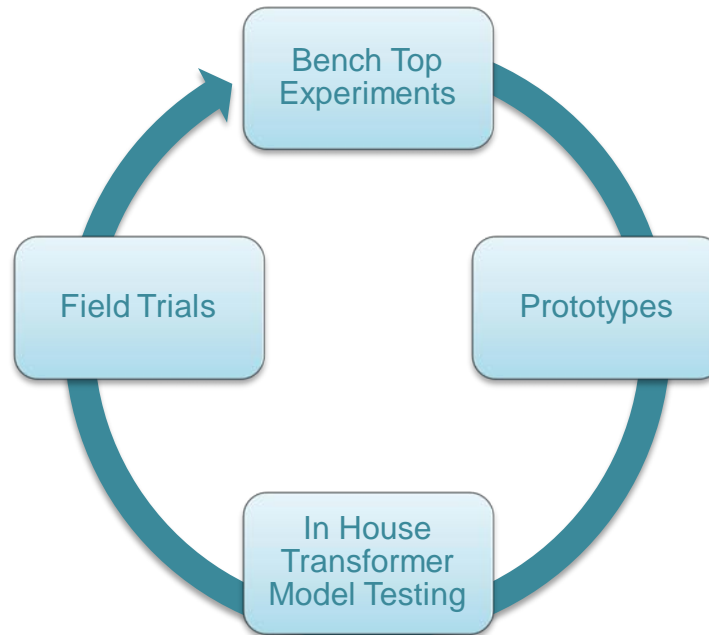 Bench Top
Experiments
Prototypes
In House
Transformer
Model Testing
Field Trials